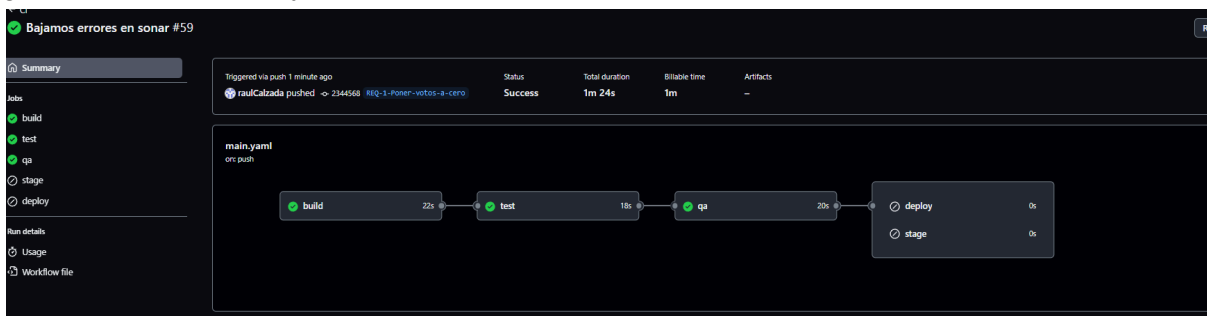 Bajamos errores en sonar #59
Summary
Jobs
build
test
qa
stage
deploy
Run details
Usage
Workflow file
Triggered via push 1 minute ago
raulCalzada pushed 2344568 REQ-1-Poner-votos-a-cero
Status
Success
Total duration
1m 24s
Billable time
1m
Artifacts
–
main.yaml
on: push
build 22s
test 18s
qa 20s
deploy 0s
stage 0s